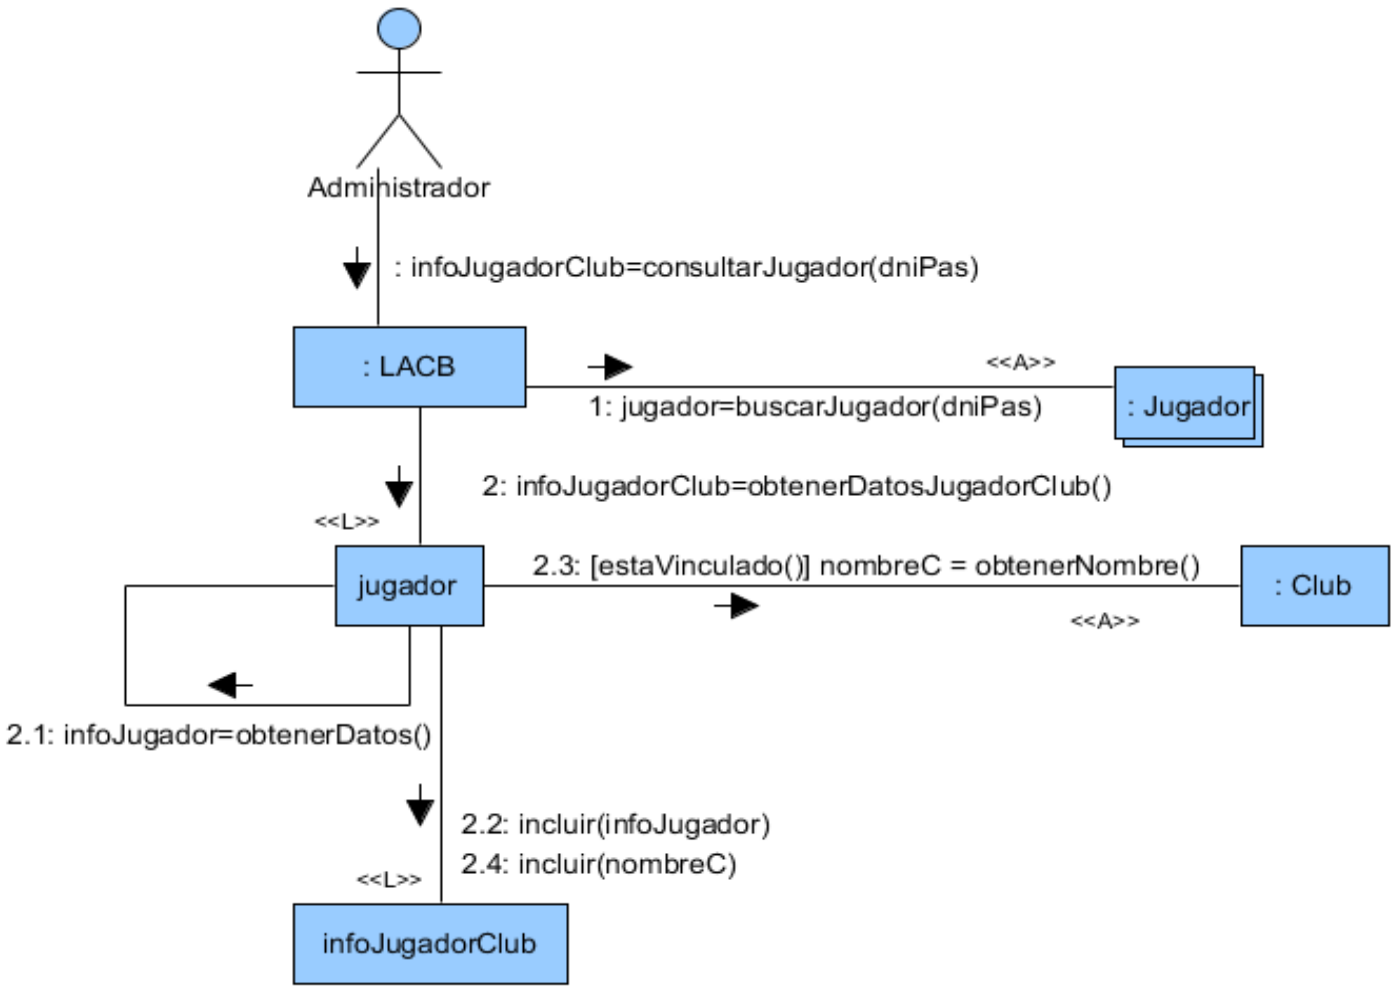 Administrador
: infoJugadorClub=consultarJugador(dniPas)
: LACB
<<A>>
1: jugador=buscarJugador(dniPas)
: Jugador
2: infoJugadorClub=obtenerDatosJugadorClub()
<<L>>
jugador
2.3: [estaVinculado()] nombreC = obtenerNombre()
: Club
<<A>>
2.1: infoJugador=obtenerDatos()
2.2: incluir(infoJugador)
2.4: incluir(nombreC)
<<L>>
infoJugadorClub